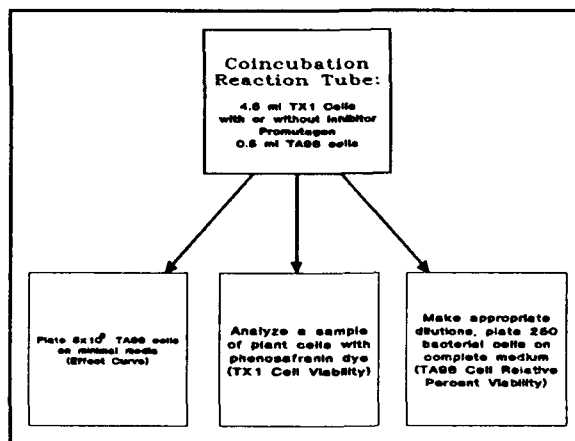 Coincubation
Reaction Tube:
4.5 ml TX1 Cells
with or without Inhibitor
Promutagen
0.5 ml TA98 cells
Plate TA98 cells
on minimal media
(Effect Curve)
Analyze a sample
of plant cells with
phenosafranin dye
(TX1 Cell Viability)
Make appropriate
dilutions, plate 250
bacterial cells on
complete medium
(TA98 Cell Relative
Percent Viability)